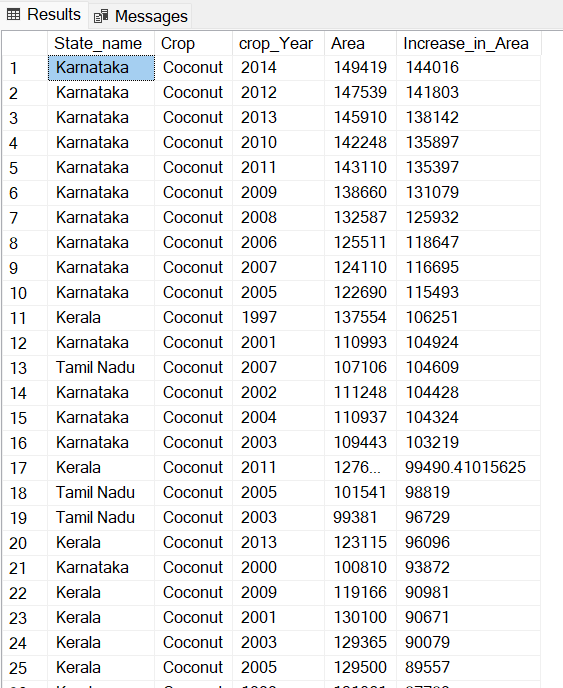 Results Messages
State_name Crop crop_Year Area Increase_in_Area
1 Karnataka Coconut 2014 149419 144016
2 Karnataka Coconut 2012 147539 141803
3 Karnataka Coconut 2013 145910 138142
4 Karnataka Coconut 2010 142248 135897
5 Karnataka Coconut 2011 143110 135397
6 Karnataka Coconut 2009 138660 131079
7 Karnataka Coconut 2008 132587 125932
8 Karnataka Coconut 2006 125511 118647
9 Karnataka Coconut 2007 124110 116695
10 Karnataka Coconut 2005 122690 115493
11 Kerala Coconut 1997 137554 106251
12 Karnataka Coconut 2001 110993 104924
13 Tamil Nadu Coconut 2007 107106 104609
14 Karnataka Coconut 2002 111248 104428
15 Karnataka Coconut 2004 110937 104324
16 Karnataka Coconut 2003 109443 103219
17 Kerala Coconut 2011 1276... 99490.41015625
18 Tamil Nadu Coconut 2005 101541 98819
19 Tamil Nadu Coconut 2003 99381 96729
20 Kerala Coconut 2013 123115 96096
21 Karnataka Coconut 2000 100810 93872
22 Kerala Coconut 2009 119166 90981
23 Kerala Coconut 2001 130100 90671
24 Kerala Coconut 2003 129365 90079
25 Kerala Coconut 2005 129500 89557